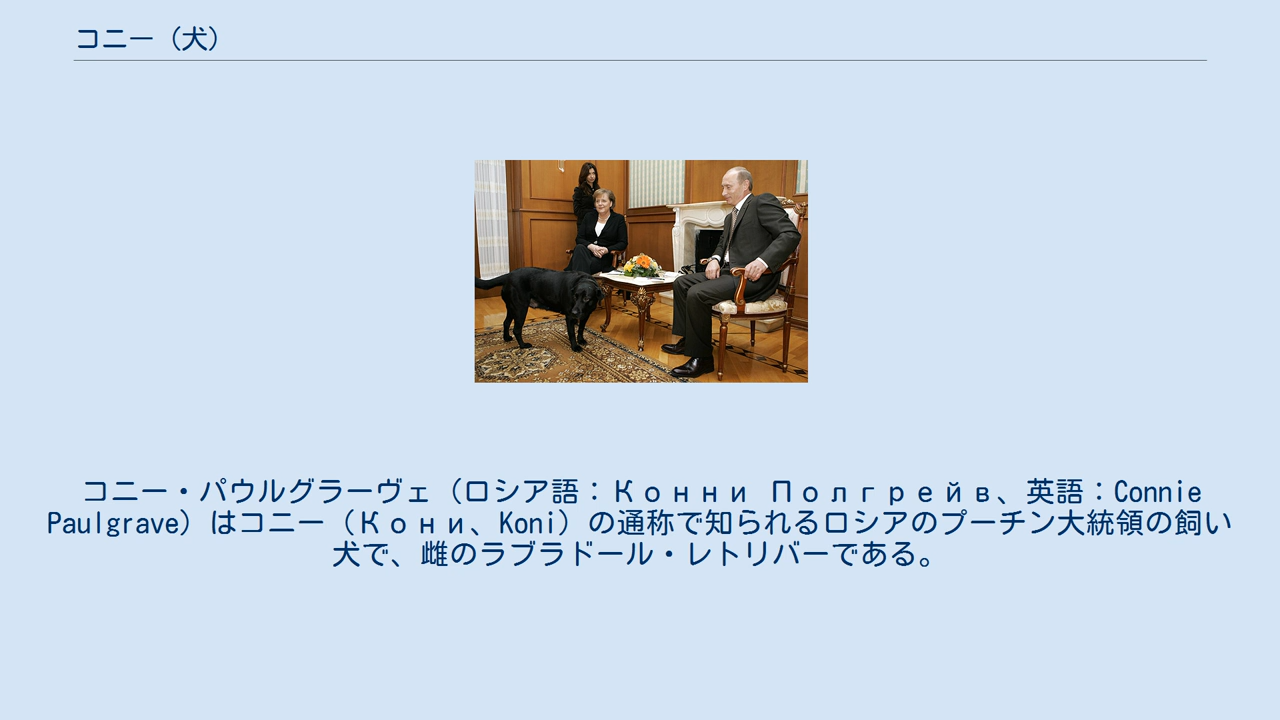 コニー（犬）
コニー・パウルグラーヴェ（ロシア語：Конни Полгрейв、英語：Connie
Paulgrave）はコニー（Кони、Koni）の通称で知られるロシアのプーチン大統領の飼い
犬で、雌のラブラドール・レトリバーである。